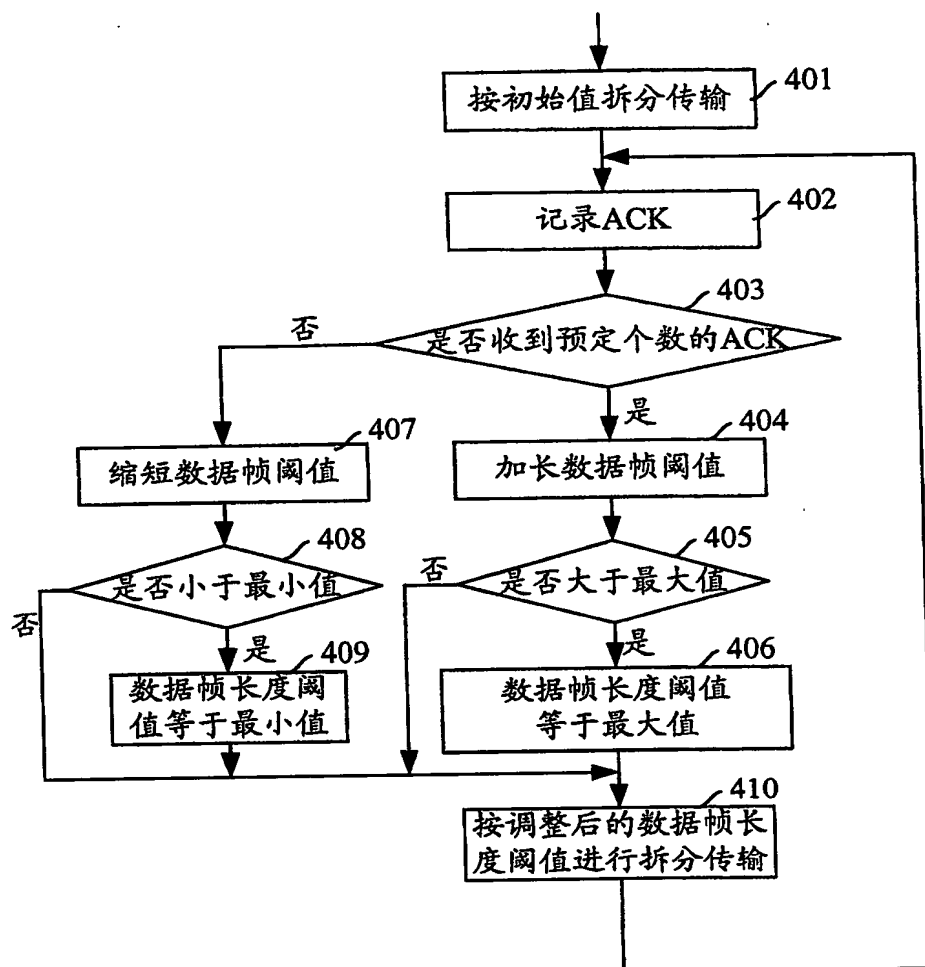 按初始值拆分传输
401
记录ACK
402
是否收到预定个数的ACK
403
否
是
缩短数据帧阈值
407
加长数据帧阈值
404
是否小于最小值
408
是否大于最大值
405
否
否
是
是
数据帧长度阈
值等于最小值
409
数据帧长度阈值
等于最大值
406
按调整后的数据帧长
度阈值进行拆分传输
410